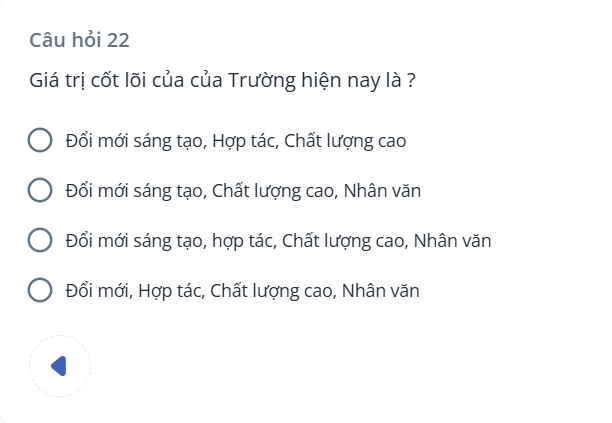 Câu hỏi 22
Giá trị cốt lõi của của Trường hiện nay là ?
Đổi mới sáng tạo, Hợp tác, Chất lượng cao
Đổi mới sáng tạo, Chất lượng cao, Nhân văn
Đổi mới sáng tạo, hợp tác, Chất lượng cao, Nhân văn
Đổi mới, Hợp tác, Chất lượng cao, Nhân văn